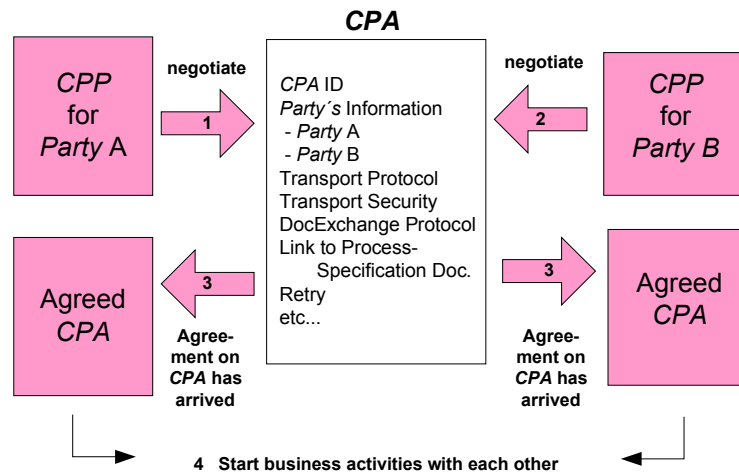 CPA
CPP
for
Party A
negotiate
1
CPA ID
Party´s Information
- Party A
- Party B
Transport Protocol
Transport Security
DocExchange Protocol
Link to Process-
Specification Doc.
Retry
etc...
negotiate
2
CPP
for
Party B
Agreed
CPA
3
Agree-
ment on
CPA has
arrived
3
Agree-
ment on
CPA has
arrived
Agreed
CPA
4 Start business activities with each other